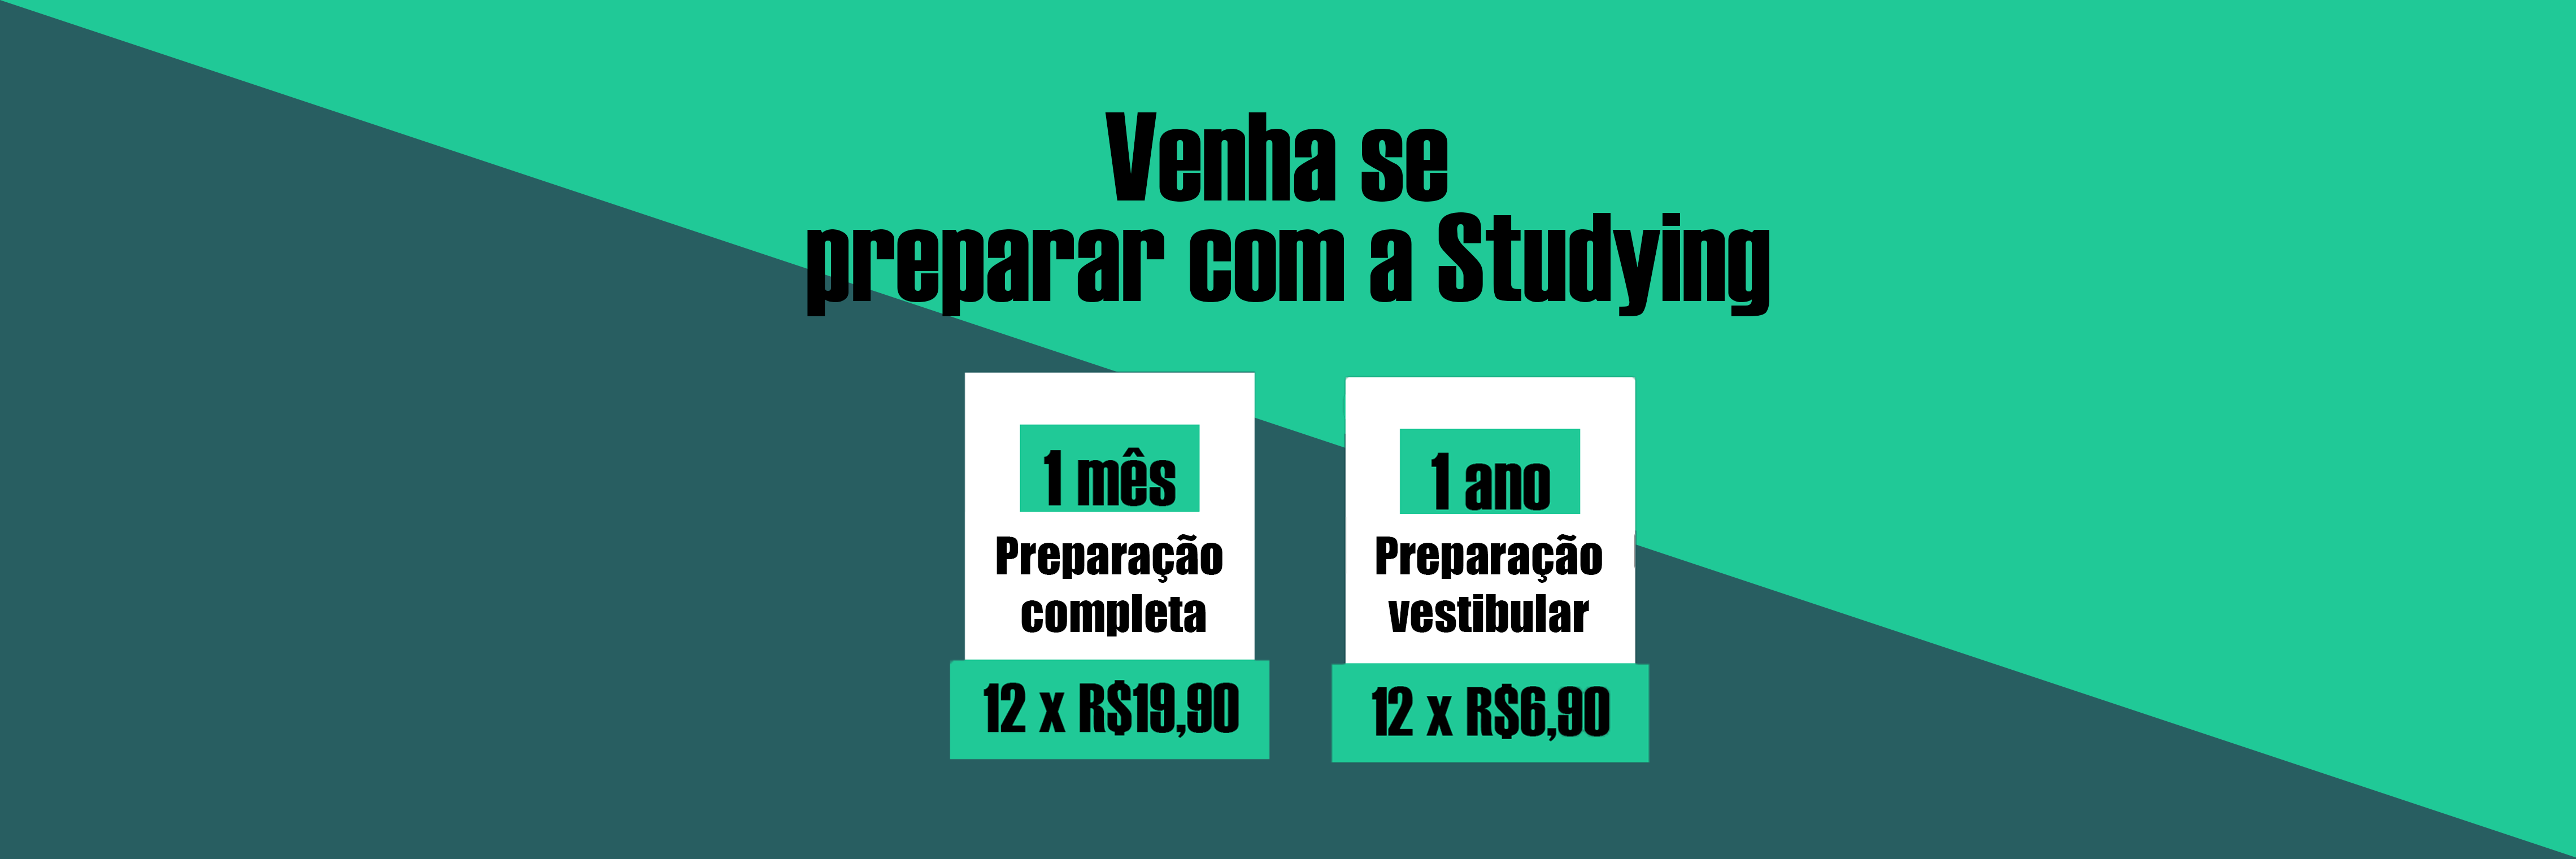 Venha se
preparar com a Studying
1 mês
Preparação
completa
12 x R$19,90
1 ano
Preparação
vestibular
12 x R$6,90